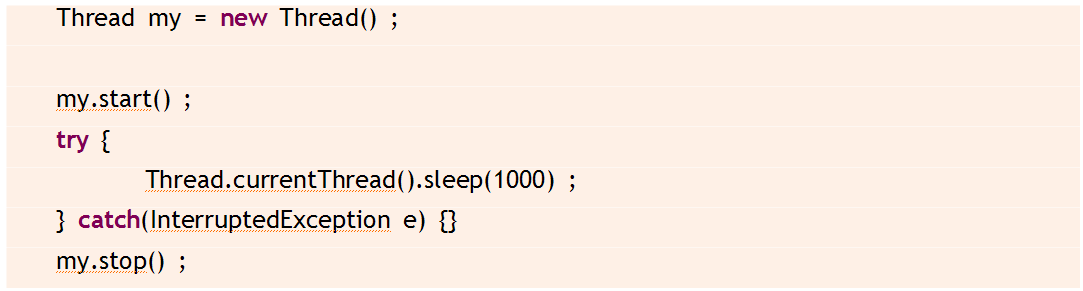 Thread my = new Thread() ;
my.start() ;
try {
Thread.currentThread().sleep(1000) ;
} catch(InterruptedException e) {}
my.stop() ;